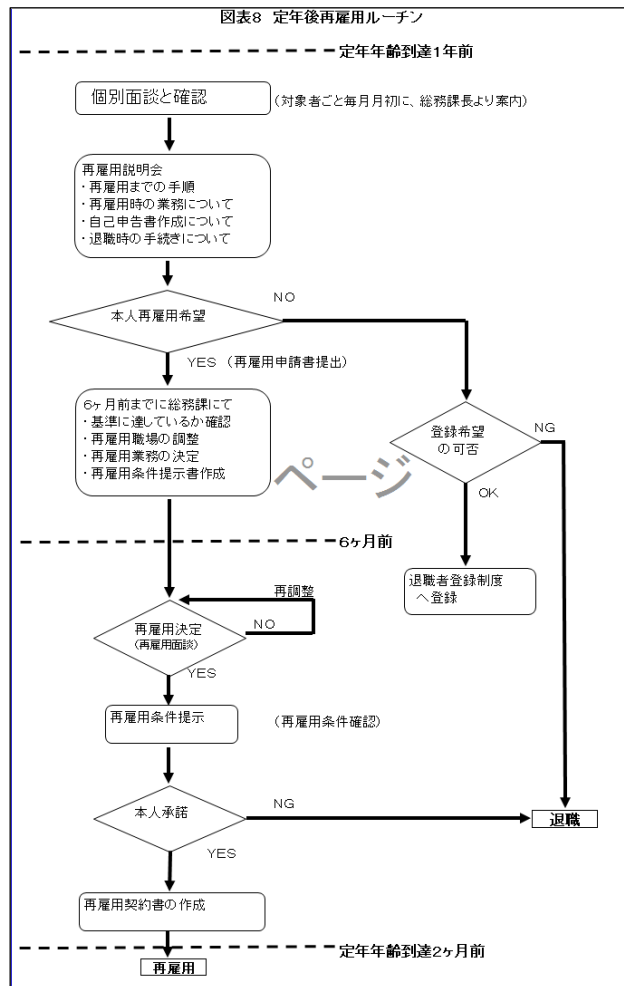 図表8 定年後再雇用ルーチン
定年年齢到達1年前
個別面談と確認
(対象者ごと毎月月初に、総務課長より案内)
再雇用説明会
・再雇用までの手順
・再雇用時の業務について
・自己申告書作成について
・退職時の手続きについて
NO
本人再雇用希望
YES (再雇用申請書提出)
6ヶ月前までに総務課にて
・基準に達しているか確認
・再雇用職場の調整
・再雇用業務の決定
・再雇用条件提示書作成
登録希望
の可否
NG
OK
ページ
6ヶ月前
退職者登録制度
へ登録
再調整
再雇用決定
(再雇用面談)
NO
YES
再雇用条件提示
(再雇用条件確認)
本人承諾
NG
退職
YES
再雇用契約書の作成
定年年齢到達2ヶ月前
再雇用